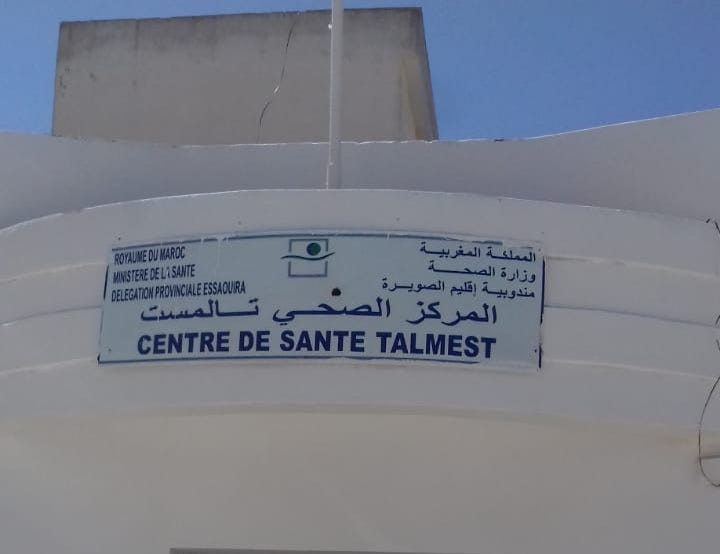 ROYAUME DU MAROC
MINISTERE DE LA SANTE
DELEGATION PROVINCIALE ESSAOUIRA
المملكة المغربية
وزارة الصحة
مندوبية إقليم الصويرة
المركز الصحي تالمست
CENTRE DE SANTE TALMEST